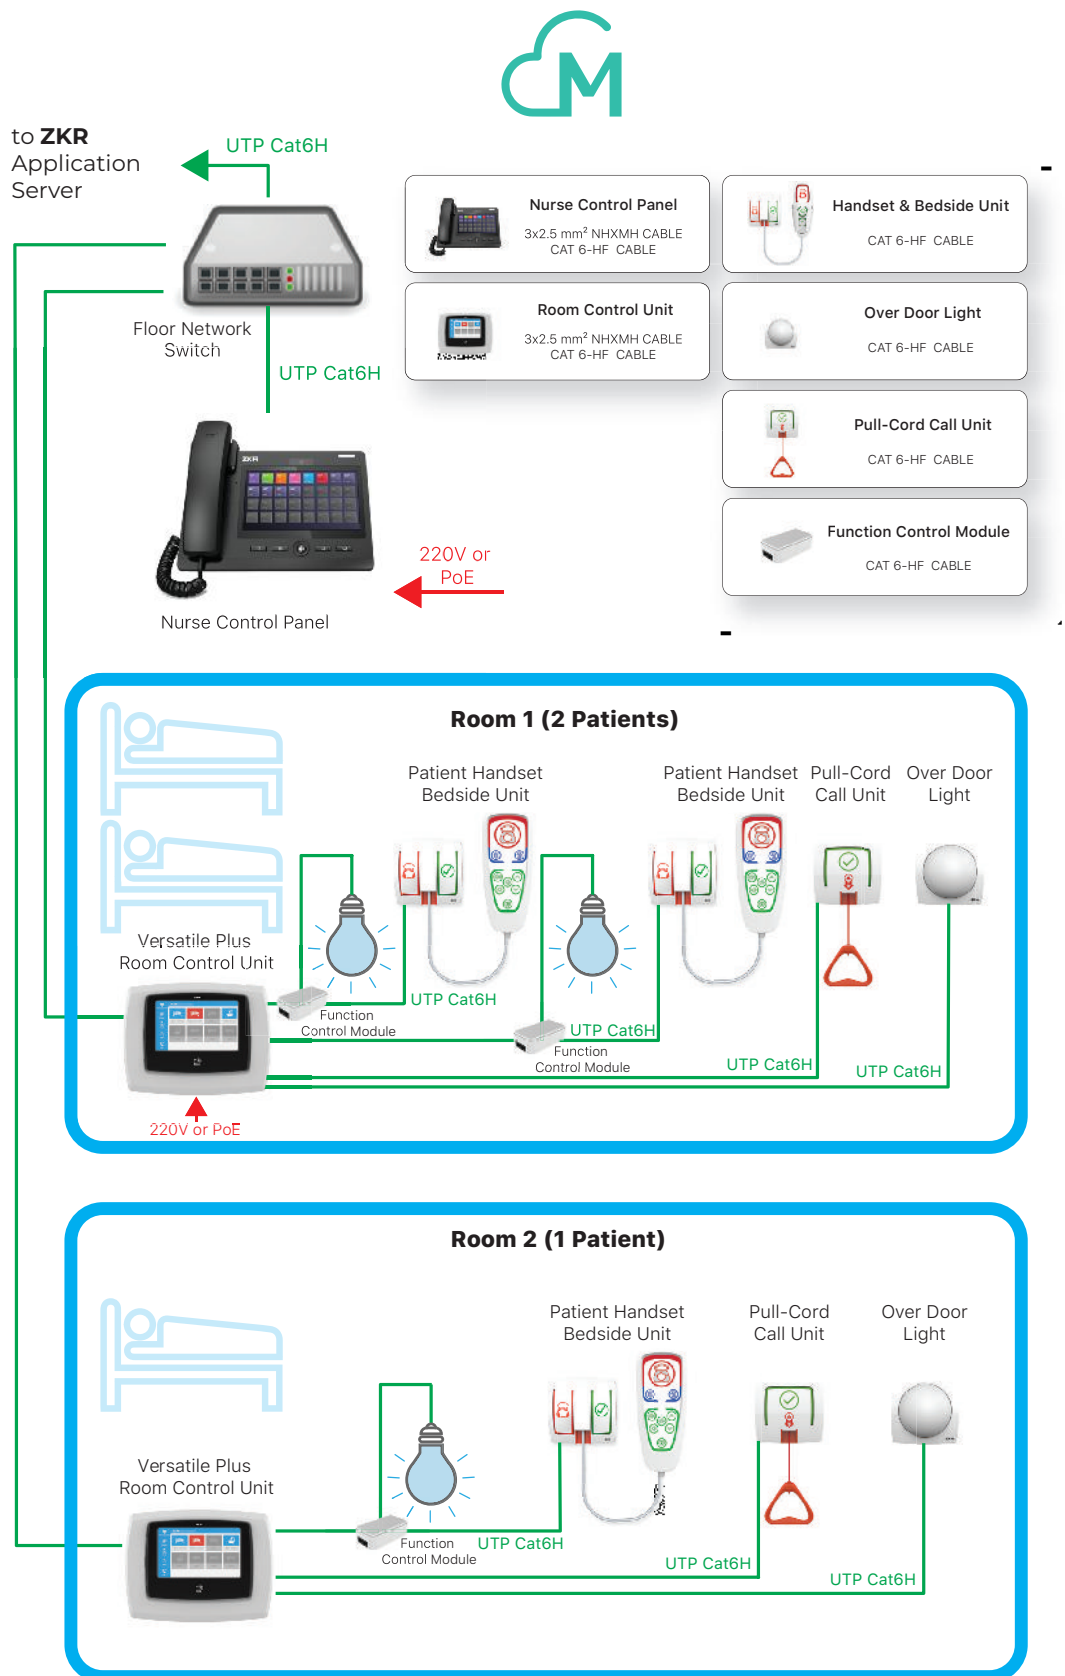 M
to ZKR
Application
Server
UTP Cat6H
Floor Network
Switch
UTP Cat6H
Nurse Control Panel
3x2.5 mm² NHXMH CABLE
CAT 6-HF CABLE
Room Control Unit
3x2.5 mm² NHXMH CABLE
CAT 6-HF CABLE
Handset & Bedside Unit
CAT 6-HF CABLE
Over Door Light
CAT 6-HF CABLE
Pull-Cord Call Unit
CAT 6-HF CABLE
Function Control Module
CAT 6-HF CABLE
ZKR
220V or
PoE
Nurse Control Panel
Room 1 (2 Patients)
Patient Handset
Bedside Unit
Patient Handset
Bedside Unit
Pull-Cord
Call Unit
Over Door
Light
Versatile Plus
Room Control Unit
UTP Cat6H
Function
Control Module
UTP Cat6H
Function
Control Module
UTP Cat6H
UTP Cat6H
220V or PoE
Room 2 (1 Patient)
Patient Handset
Bedside Unit
Pull-Cord
Call Unit
Over Door
Light
Versatile Plus
Room Control Unit
Function
Control Module
UTP Cat6H
UTP Cat6H
UTP Cat6H